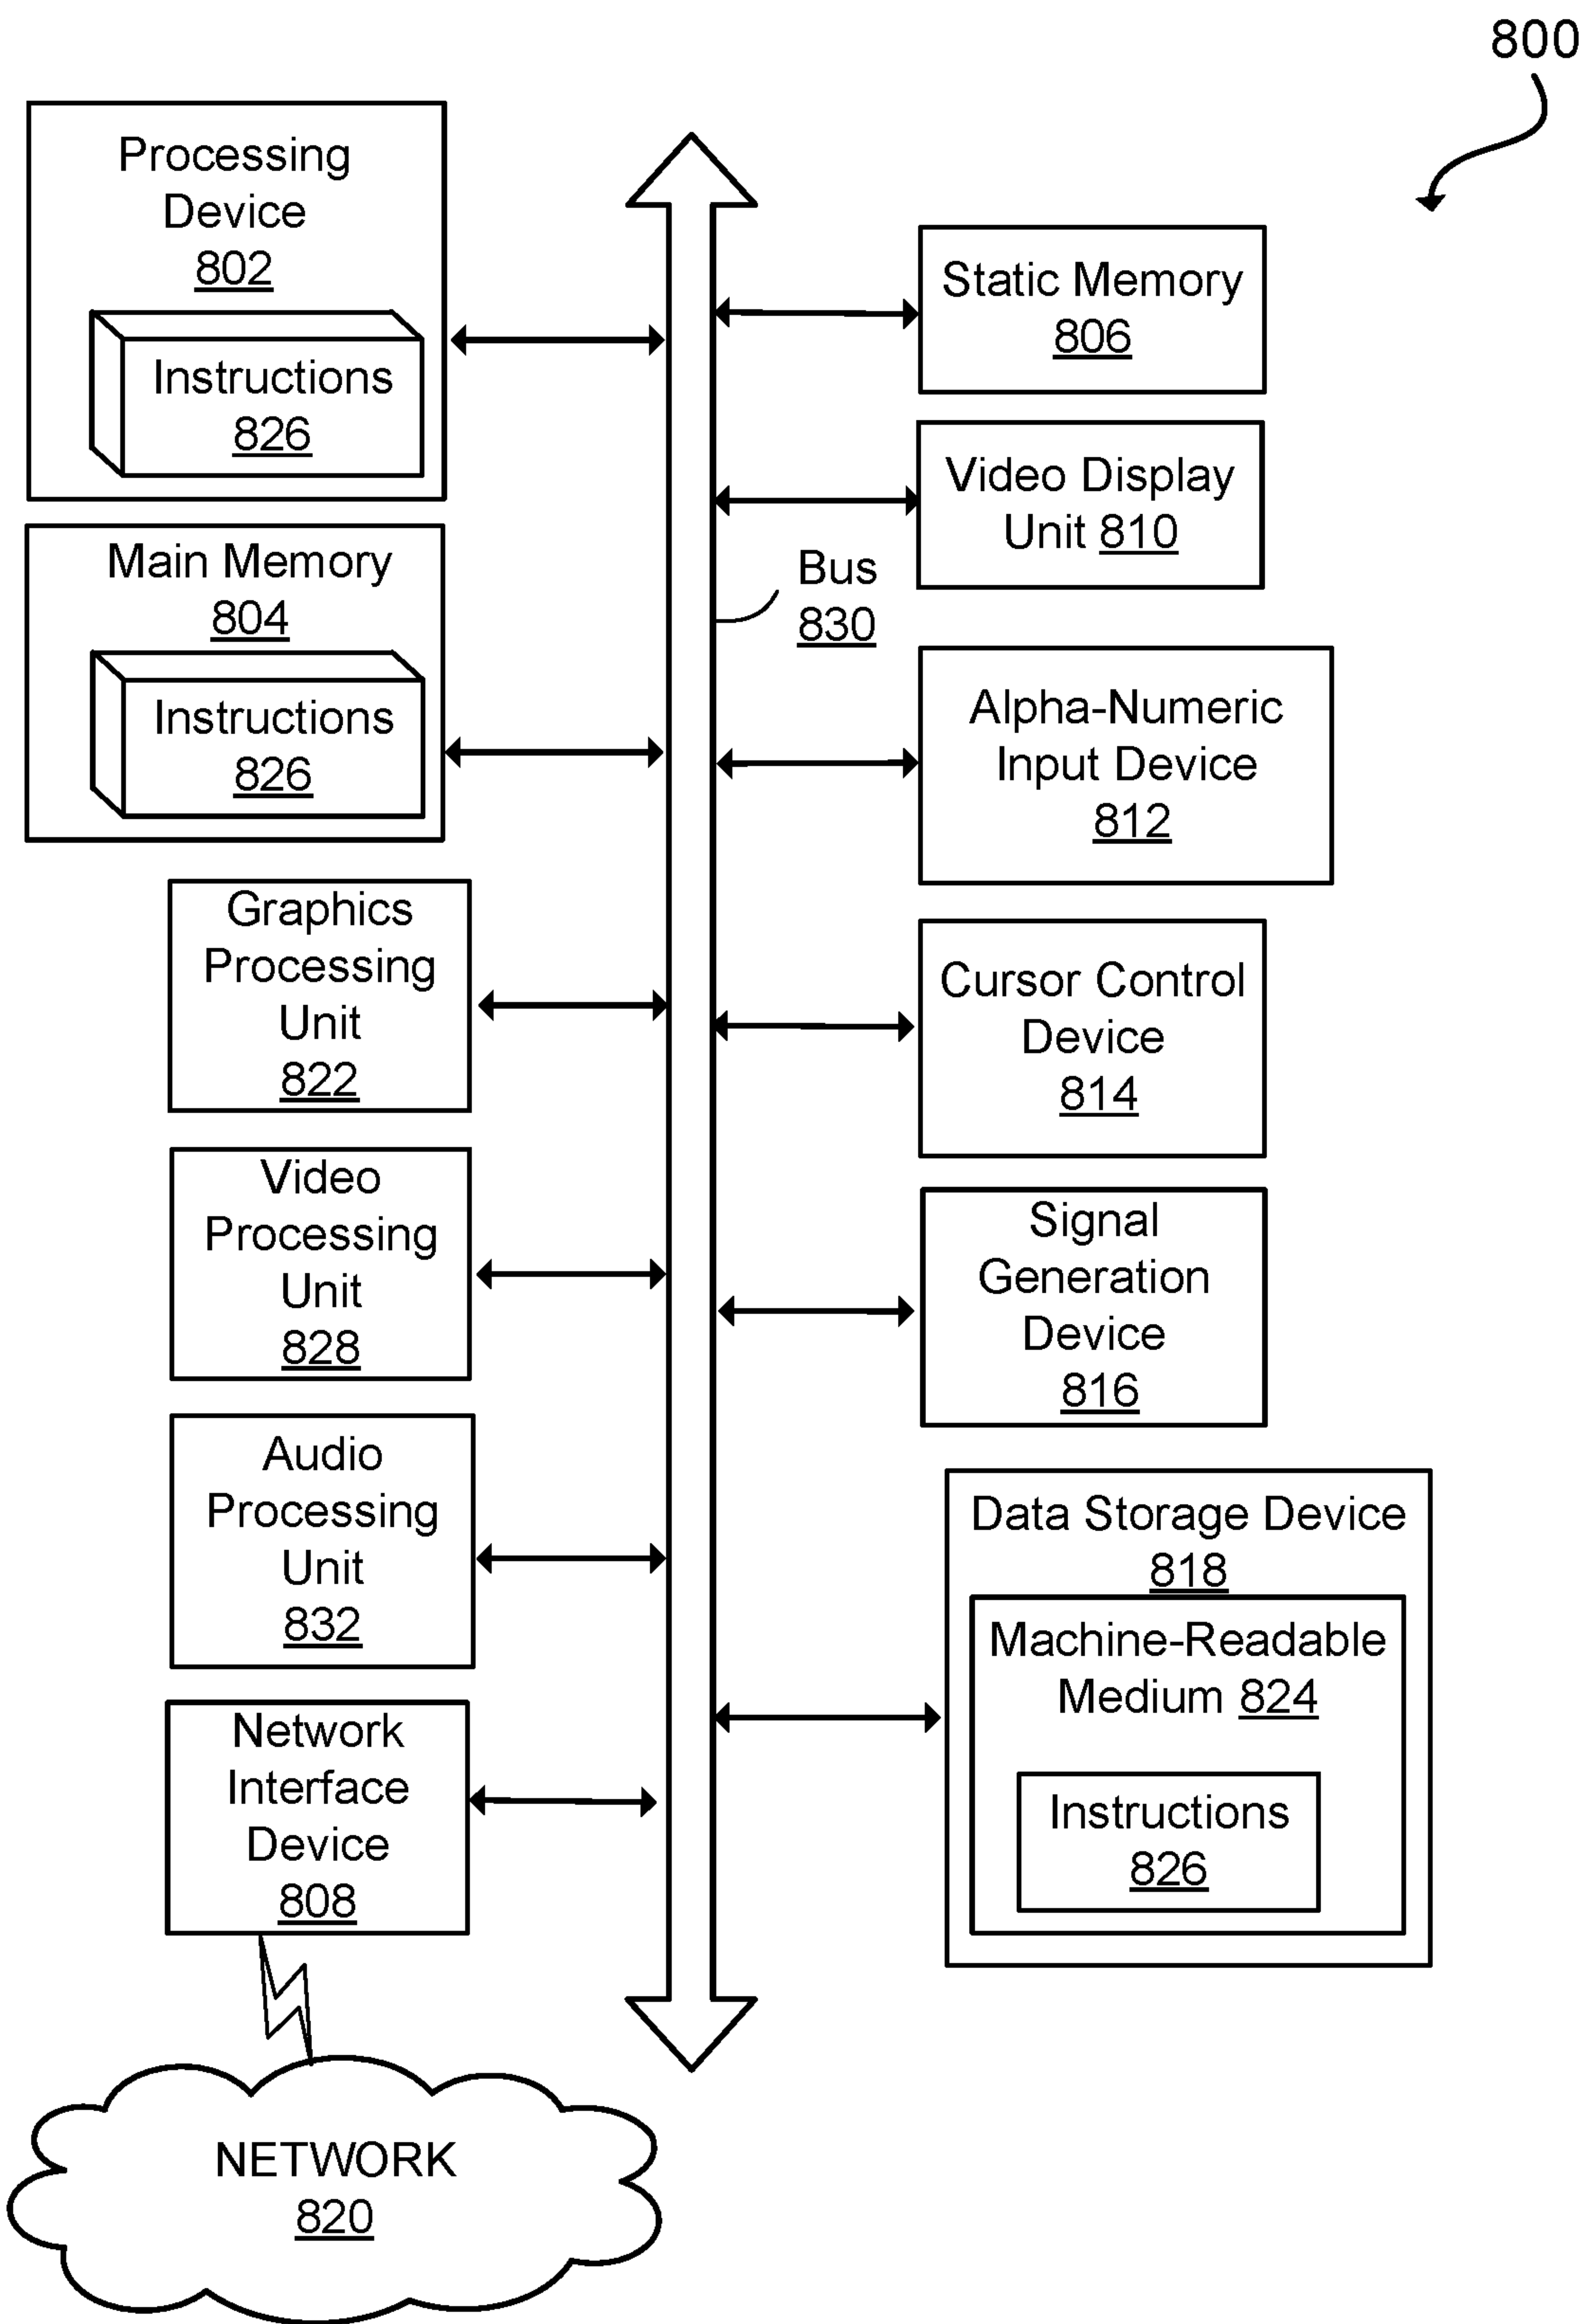 800
Processing
Device
802
Instructions
826
Main Memory
804
Instructions
826
Graphics
Processing
Unit
822
Video
Processing
Unit
828
Audio
Processing
Unit
832
Network
Interface
Device
808
NETWORK
820
Bus
830
Static Memory
806
Video Display
Unit 810
Alpha-Numeric
Input Device
812
Cursor Control
Device
814
Signal
Generation
Device
816
Data Storage Device
818
Machine-Readable
Medium 824
Instructions
826